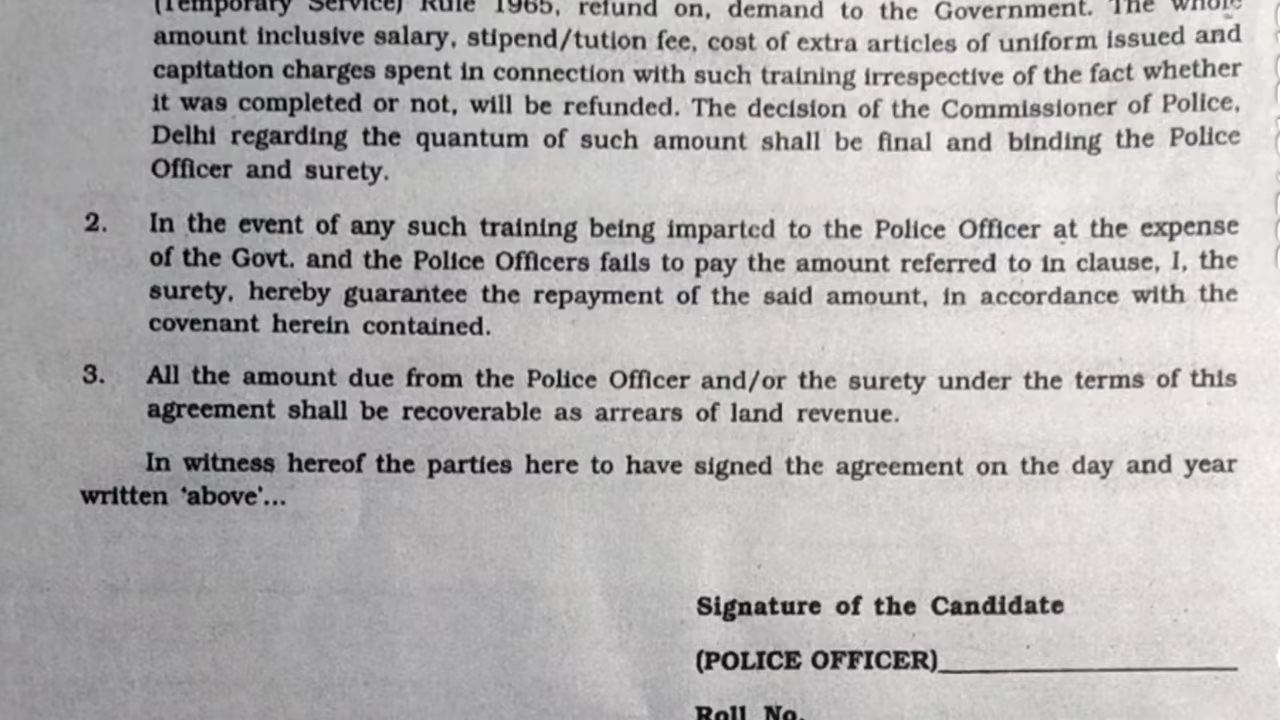 (Temporary Service) Rule 1965, refund on, demand to the Government. The whole
amount inclusive salary, stipend/tution fee, cost of extra articles of uniform issued and
capitation charges spent in connection with such training irrespective of the fact whether
it was completed or not, will be refunded. The decision of the Commissioner of Police,
Delhi regarding the quantum of such amount shall be final and binding the Police
Officer and surety.
2. In the event of any such training being imparted to the Police Officer at the expense
of the Govt. and the Police Officers fails to pay the amount referred to in clause, I, the
surety, hereby guarantee the repayment of the said amount, in accordance with the
covenant herein contained.
3. All the amount due from the Police Officer and/or the surety under the terms of this
agreement shall be recoverable as arrears of land revenue.
In witness hereof the parties here to have signed the agreement on the day and year
written 'above'...
Signature of the Candidate
(POLICE OFFICER)
Roll No.